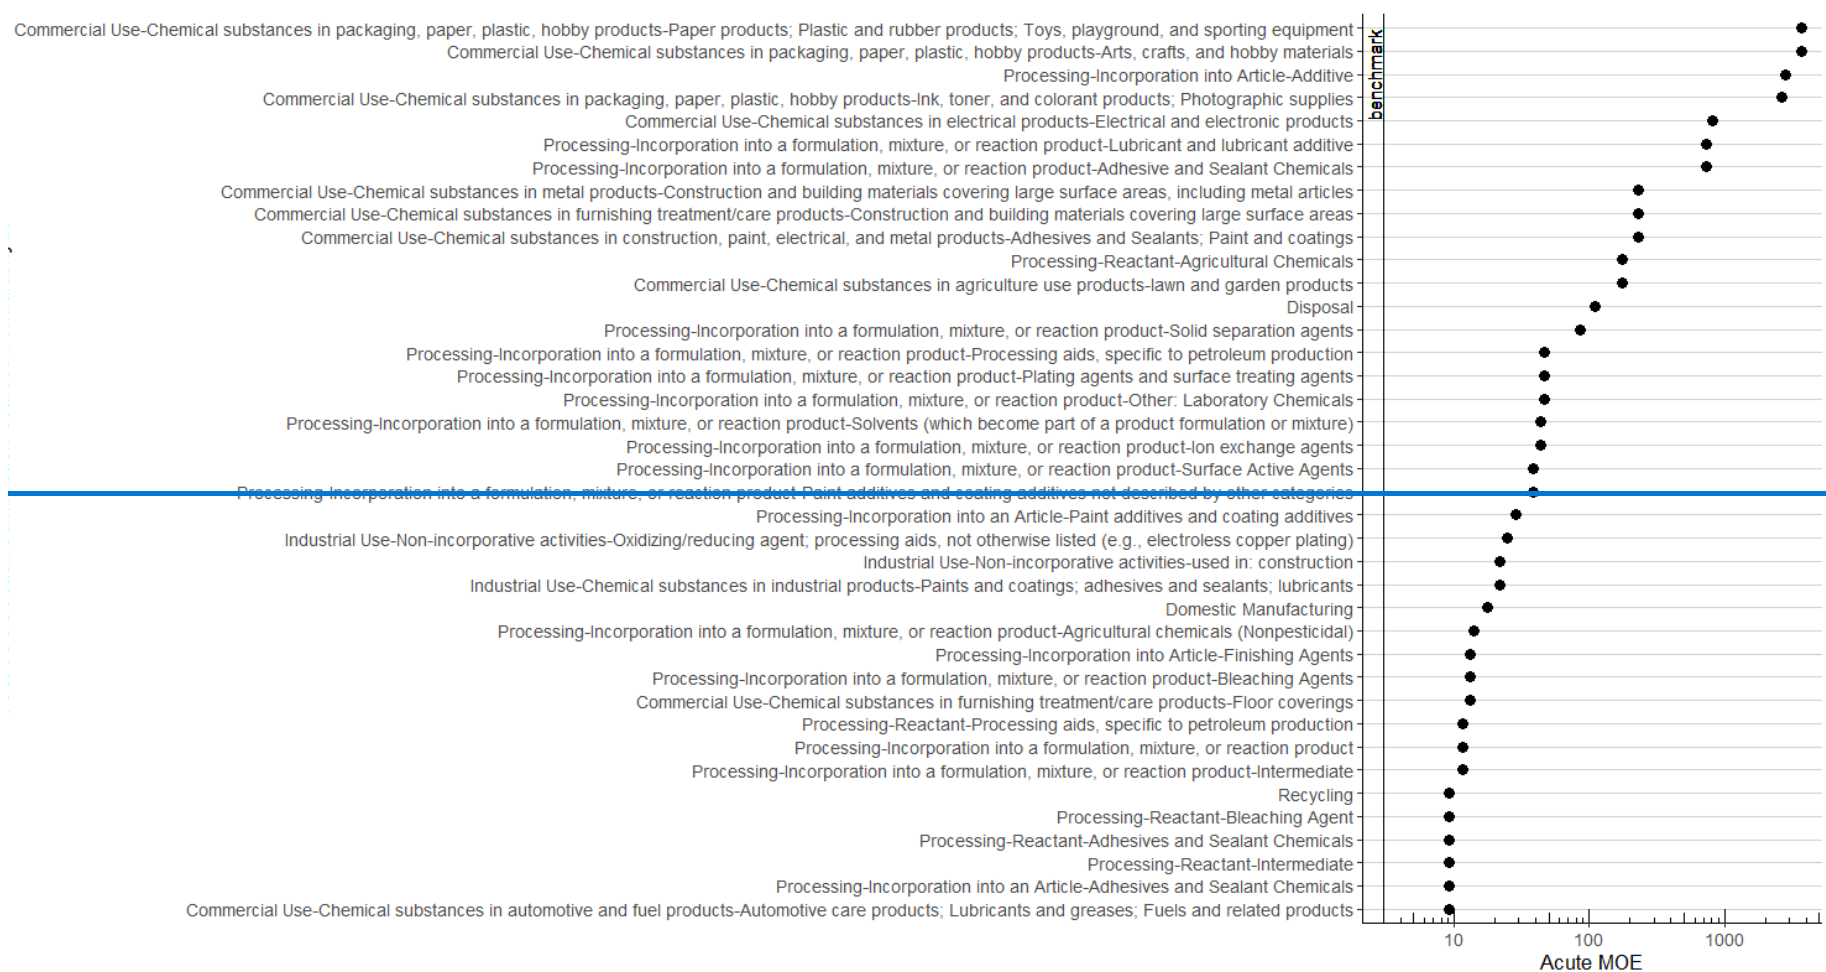 Commercial Use-Chemical substances in packaging, paper, plastic, hobby products-Paper products; Plastic and rubber products; Toys, playground, and sporting equipment
Commercial Use-Chemical substances in packaging, paper, plastic, hobby products-Arts, crafts, and hobby materials
Processing-Incorporation into Article-Additive
Commercial Use-Chemical substances in packaging, paper, plastic, hobby products-Ink, toner, and colorant products; Photographic supplies
Commercial Use-Chemical substances in electrical products-Electrical and electronic products
Processing-Incorporation into a formulation, mixture, or reaction product-Lubricant and lubricant additive
Processing-Incorporation into a formulation, mixture, or reaction product-Adhesive and Sealant Chemicals
Commercial Use-Chemical substances in metal products-Construction and building materials covering large surface areas, including metal articles
Commercial Use-Chemical substances in furnishing treatment/care products-Construction and building materials covering large surface areas
Commercial Use-Chemical substances in construction, paint, electrical, and metal products-Adhesives and Sealants; Paint and coatings
Processing-Reactant-Agricultural Chemicals
Commercial Use-Chemical substances in agriculture use products-lawn and garden products
Disposal
Processing-Incorporation into a formulation, mixture, or reaction product-Solid separation agents
Processing-Incorporation into a formulation, mixture, or reaction product-Processing aids, specific to petroleum production
Processing-Incorporation into a formulation, mixture, or reaction product-Plating agents and surface treating agents
Processing-Incorporation into a formulation, mixture, or reaction product-Other: Laboratory Chemicals
Processing-Incorporation into a formulation, mixture, or reaction product-Solvents (which become part of a product formulation or mixture)
Processing-Incorporation into a formulation, mixture, or reaction product-Ion exchange agents
Processing-Incorporation into a formulation, mixture, or reaction product-Surface Active Agents
Processing-Incorporation into a formulation, mixture, or reaction product-Paint additives and coating additives not described by other categories
Processing-Incorporation into an Article-Paint additives and coating additives
Industrial Use-Non-incorporative activities-Oxidizing/reducing agent; processing aids, not otherwise listed (e.g., electroless copper plating)
Industrial Use-Non-incorporative activities-used in: construction
Industrial Use-Chemical substances in industrial products-Paints and coatings; adhesives and sealants; lubricants
Domestic Manufacturing
Processing-Incorporation into a formulation, mixture, or reaction product-Agricultural chemicals (Nonpesticidal)
Processing-Incorporation into Article-Finishing Agents
Processing-Incorporation into a formulation, mixture, or reaction product-Bleaching Agents
Commercial Use-Chemical substances in furnishing treatment/care products-Floor coverings
Processing-Reactant-Processing aids, specific to petroleum production
Processing-Incorporation into a formulation, mixture, or reaction product
Processing-Incorporation into a formulation, mixture, or reaction product-Intermediate
Recycling
Processing-Reactant-Bleaching Agent
Processing-Reactant-Adhesives and Sealant Chemicals
Processing-Reactant-Intermediate
Processing-Incorporation into an Article-Adhesives and Sealant Chemicals
Commercial Use-Chemical substances in automotive and fuel products-Automotive care products; Lubricants and greases; Fuels and related products
benchmark
10 100 1000
Acute MOE